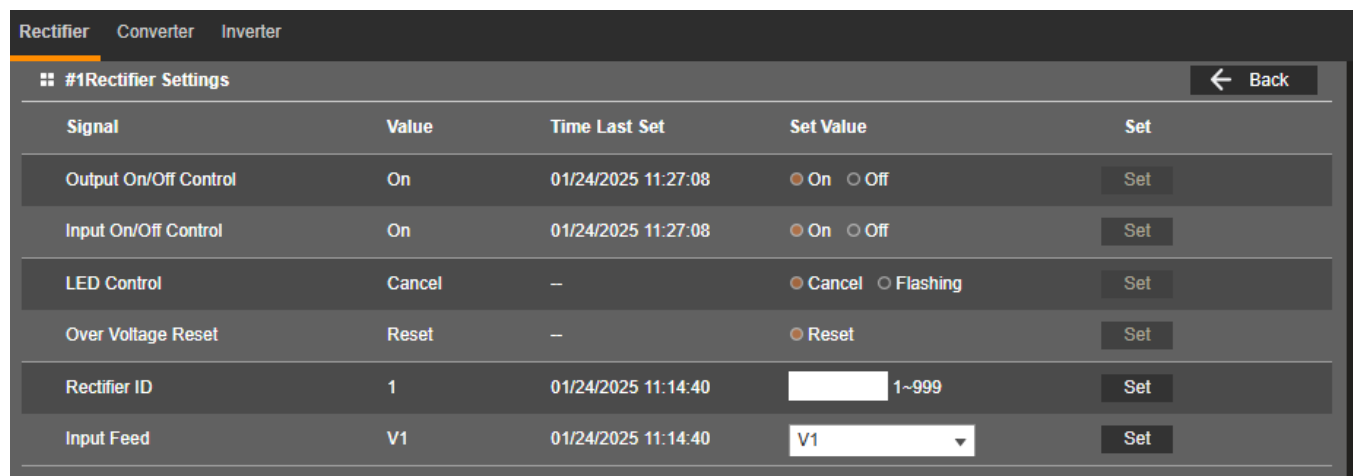 Rectifier Converter Inverter
#1Rectifier Settings Back
Signal Value Time Last Set Set Value Set
Output On/Off Control On 01/24/2025 11:27:08 On Off Set
Input On/Off Control On 01/24/2025 11:27:08 On Off Set
LED Control Cancel -- Cancel Flashing Set
Over Voltage Reset Reset -- Reset Set
Rectifier ID 1 01/24/2025 11:14:40 1~999 Set
Input Feed V1 01/24/2025 11:14:40 V1 Set